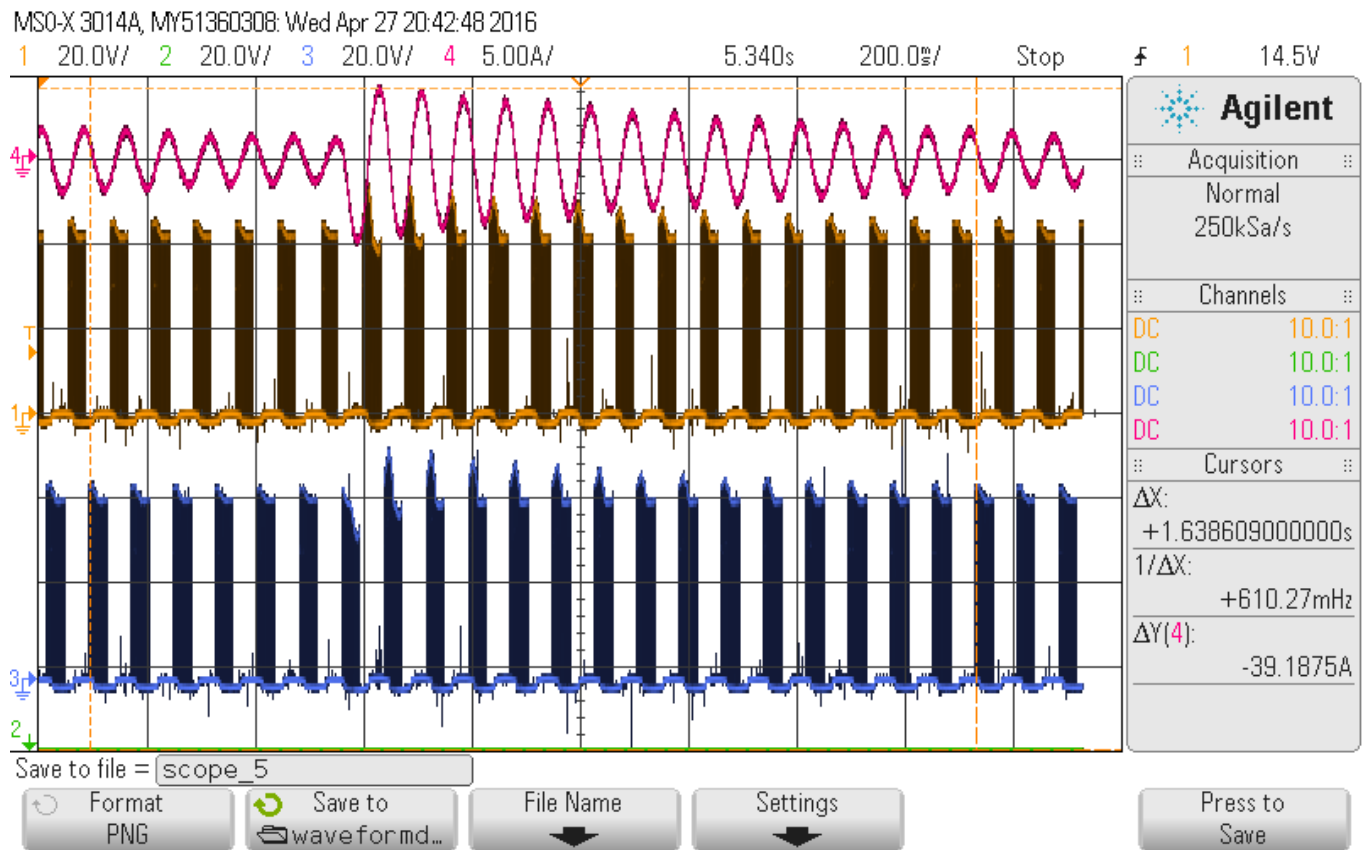 MSO-X 3014A, MY51360308: Wed Apr 27 20:42:48 2016
1 20.0V/ 2 20.0V/ 3 20.0V/ 4 5.00A/ 5.340s 200.0ms/ Stop 1 14.5V
Agilent
Acquisition
Normal
250kSa/s
Channels
DC 10.0:1
DC 10.0:1
DC 10.0:1
DC 10.0:1
Cursors
ΔX:
+1.638609000000s
1/ΔX:
+610.27mHz
ΔY(4):
-39.1875A
4
T
1
3
2
Save to file = scope_5
Format
PNG
Save to
waveformd...
File Name
Settings
Press to
Save